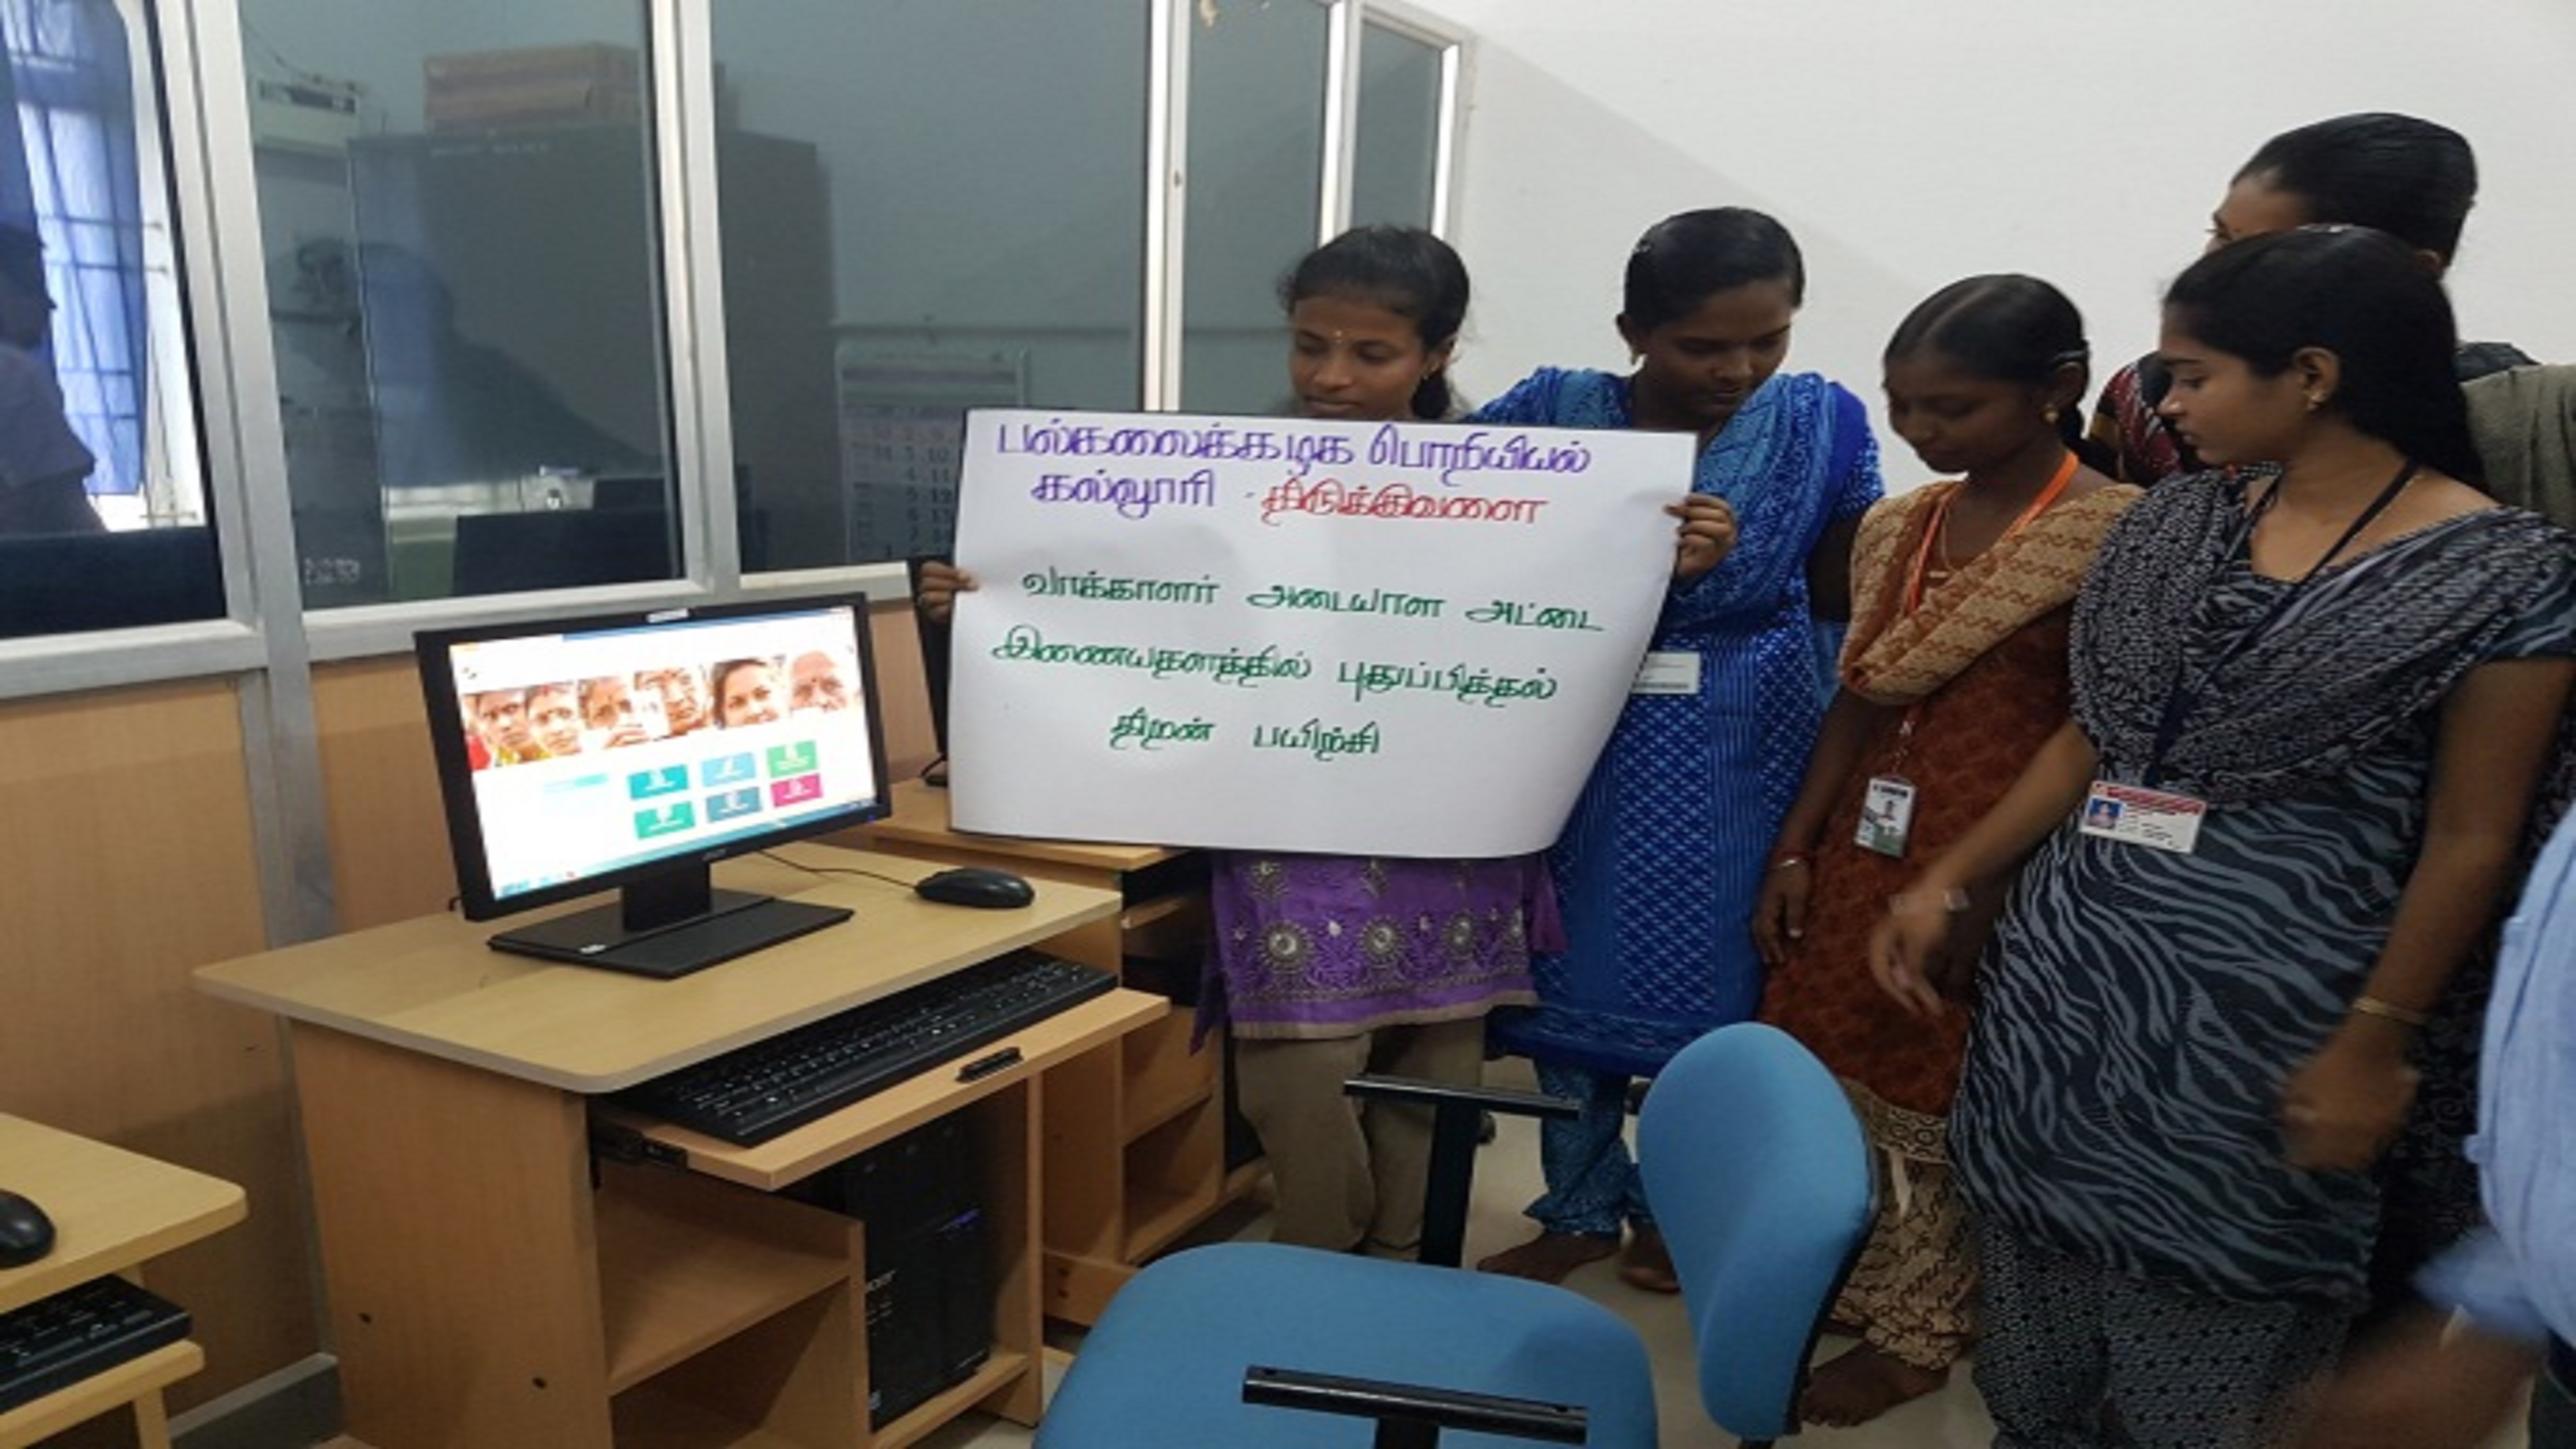 பல்கலைக்கழக பொறியியல்
கல்லூரி - திருக்குவளை
வாக்காளர் அடையாள அட்டை
இணையதளத்தில் புதுப்பித்தல்
திறன் பயிற்சி